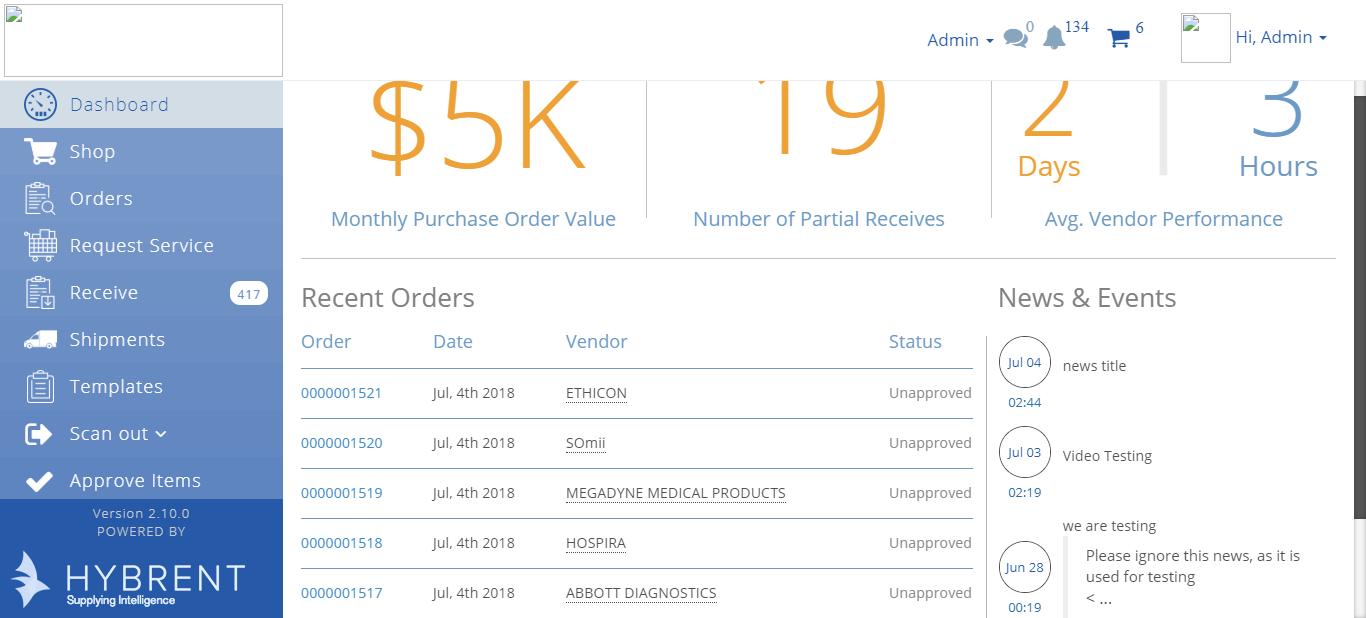 Admin
0
134
6
Hi, Admin
Dashboard
Shop
Orders
Request Service
Receive 417
Shipments
Templates
Scan out
Approve Items
Version 2.10.0
POWERED BY
HYBRENT
Supplying Intelligence
$5K
Monthly Purchase Order Value
19
Number of Partial Receives
2 3
Days Hours
Avg. Vendor Performance
Recent Orders
Order Date Vendor Status
0000001521 Jul, 4th 2018 ETHICON Unapproved
0000001520 Jul, 4th 2018 SOmii Unapproved
0000001519 Jul, 4th 2018 MEGADYNE MEDICAL PRODUCTS Unapproved
0000001518 Jul, 4th 2018 HOSPIRA Unapproved
0000001517 Jul, 4th 2018 ABBOTT DIAGNOSTICS Unapproved
News & Events
Jul 04 news title
02:44
Jul 03 Video Testing
02:19
we are testing
Jun 28
00:19
Please ignore this news, as it is
used for testing
< ...